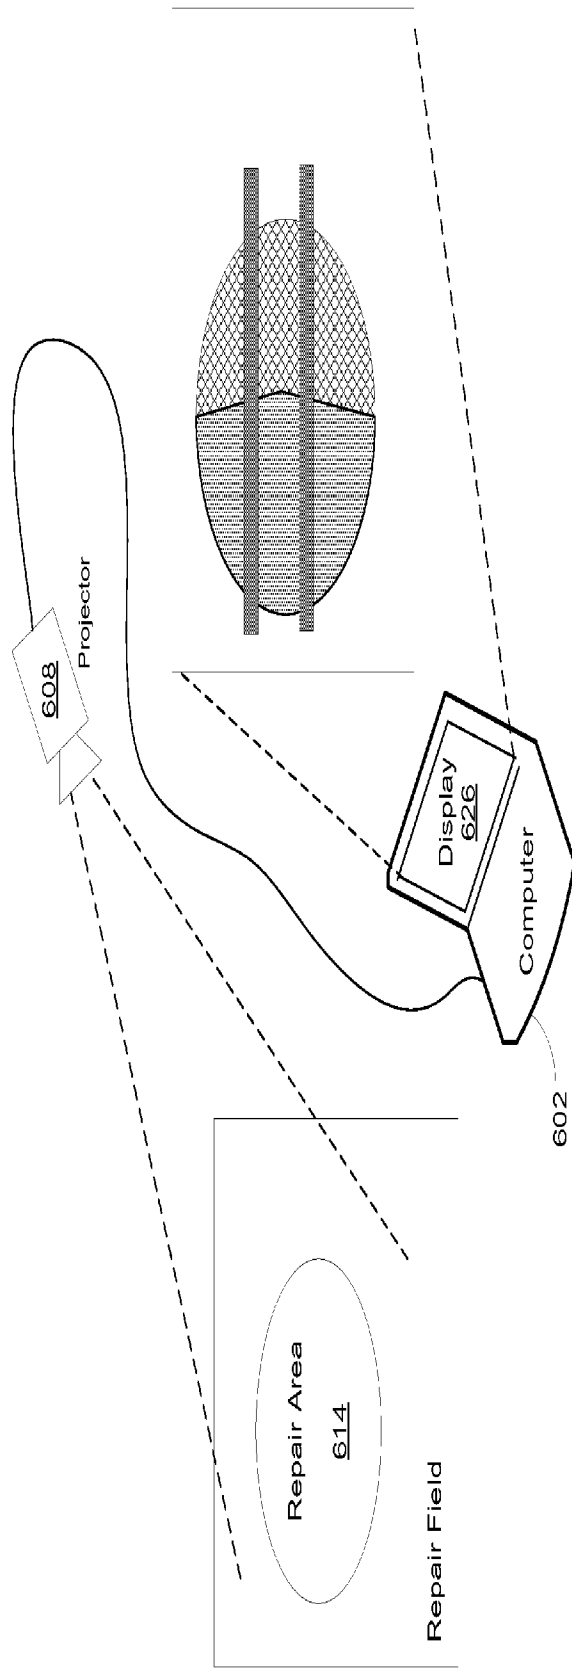 608
Projector
Display
626
Computer
602
Repair Area
614
Repair Field